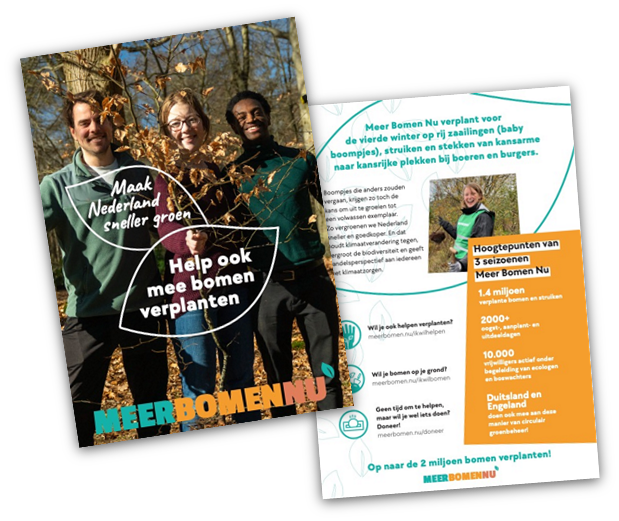 Maak
Nederland
sneller groen
Help ook
mee bomen
verplanten
MEERBOMENNU
Meer Bomen Nu verplant voor
de vierde winter op rij zaailingen (baby
boompjes), struiken en stekken van kansarme
naar kansrijke plekken bij boeren en burgers.
Boompjes die anders zouden
vergaan, krijgen zo toch de
kans om uit te groeien tot
een volwassen exemplaar.
Zo vergroenen we Nederland
sneller en goedkoper. En dat
houdt klimaatverandering tegen,
vergroot de biodiversiteit en geeft
handelsperspectief aan iedereen
met klimaatzorgen.
Hoogtepunten van
3 seizoenen
Meer Bomen Nu
1.4 miljoen
verplante bomen en struiken
2000+
oogst-, aanplant- en
uitdeeldagen
10.000
vrijwilligers actief onder
begeleiding van ecologen
en boswachters
Duitsland en
Engeland
doen ook mee aan deze
manier van circulair
groenbeheer!
Wil je ook helpen verplanten?
meerbomen.nu/ikwilhelpen
Wil je bomen op je grond?
meerbomen.nu/ikwilbomen
Geen tijd om te helpen,
maar wil je wel iets doen?
Doneer!
meerbomen.nu/doneer
Op naar de 2 miljoen bomen verplanten!
MEERBOMENNU